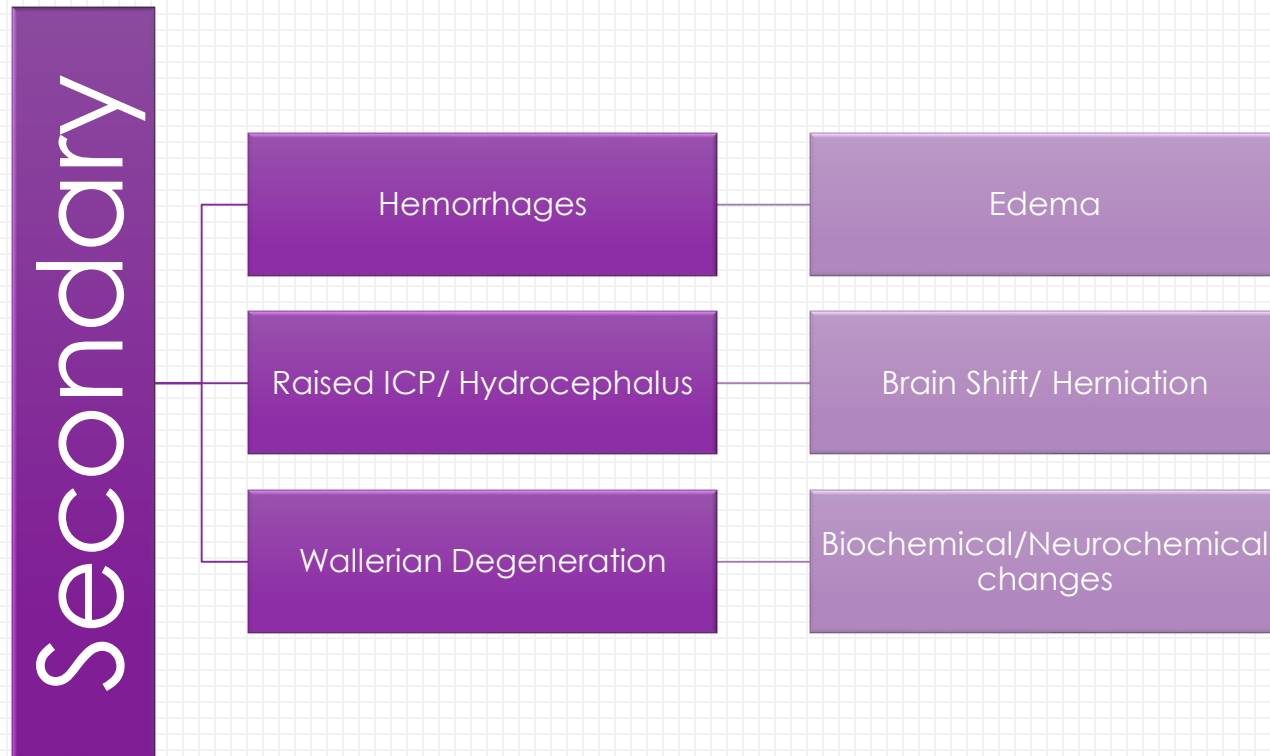 Secondary
Hemorrhages
Edema
Raised ICP/ Hydrocephalus
Brain Shift/ Herniation
Wallerian Degeneration
Biochemical/Neurochemical
changes